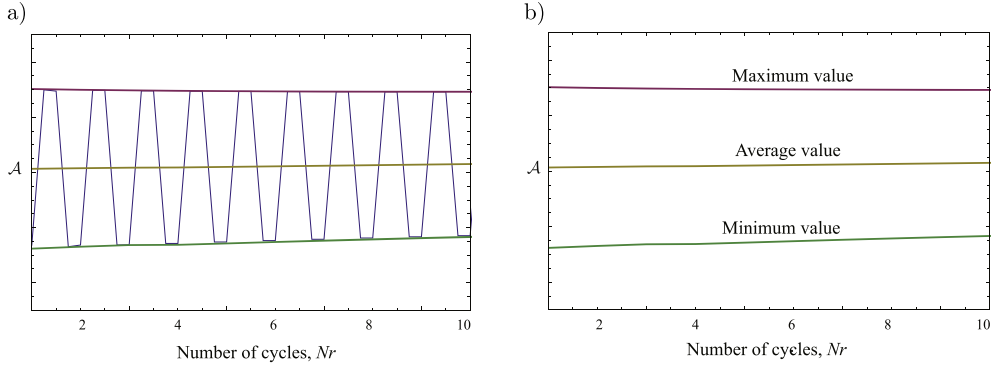 a)
𝒜
2 4 6 8 10
Number of cycles, Nr
b)
Maximum value
Average value
𝒜
Minimum value
2 4 6 8 10
Number of cycles, Nr